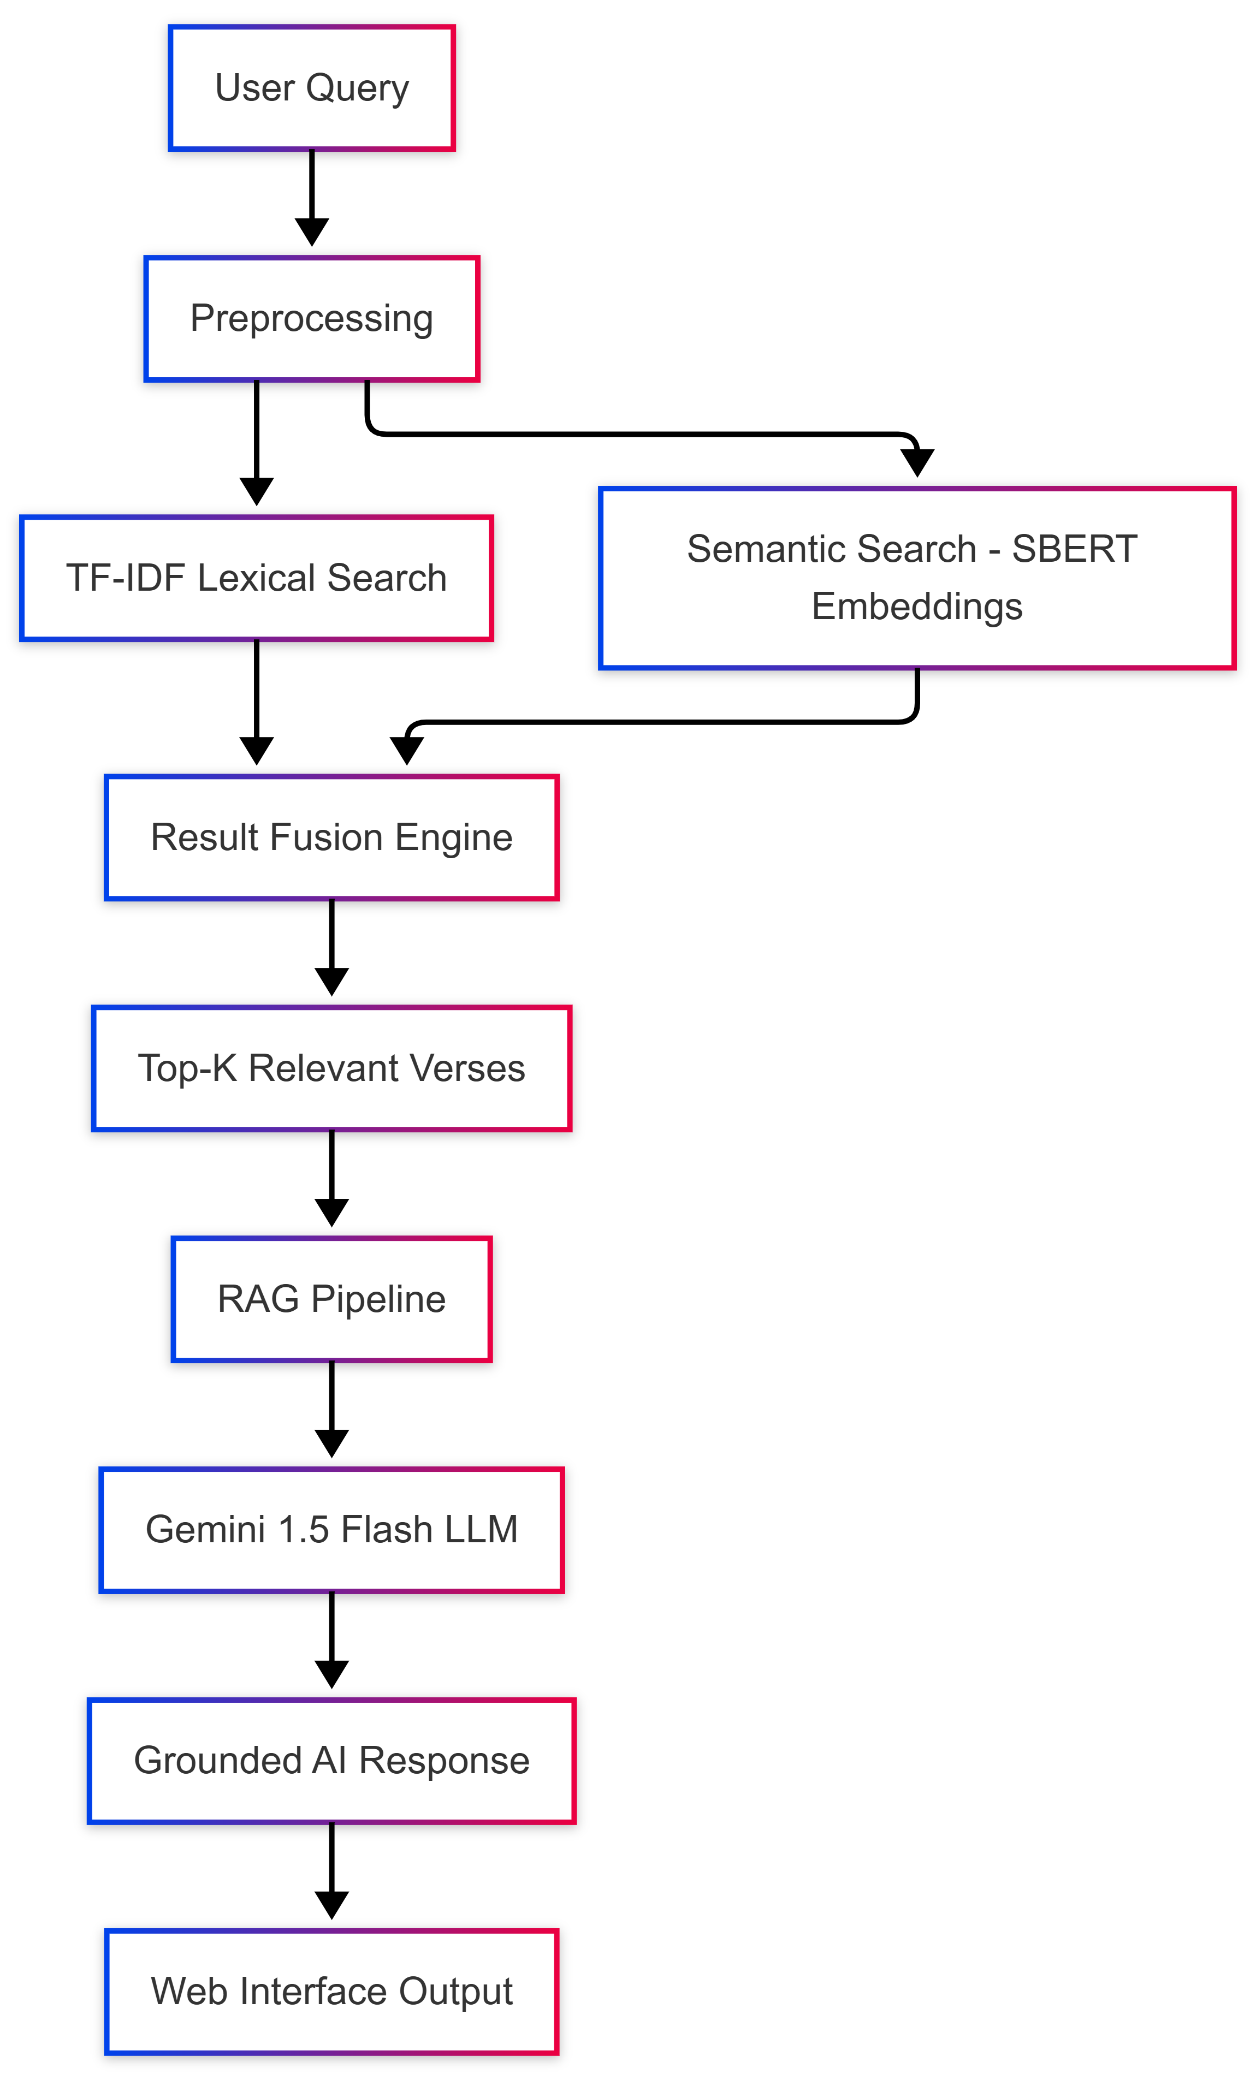 User Query
Preprocessing
TF-IDF Lexical Search
Semantic Search - SBERT
Embeddings
Result Fusion Engine
Top-K Relevant Verses
RAG Pipeline
Gemini 1.5 Flash LLM
Grounded AI Response
Web Interface Output